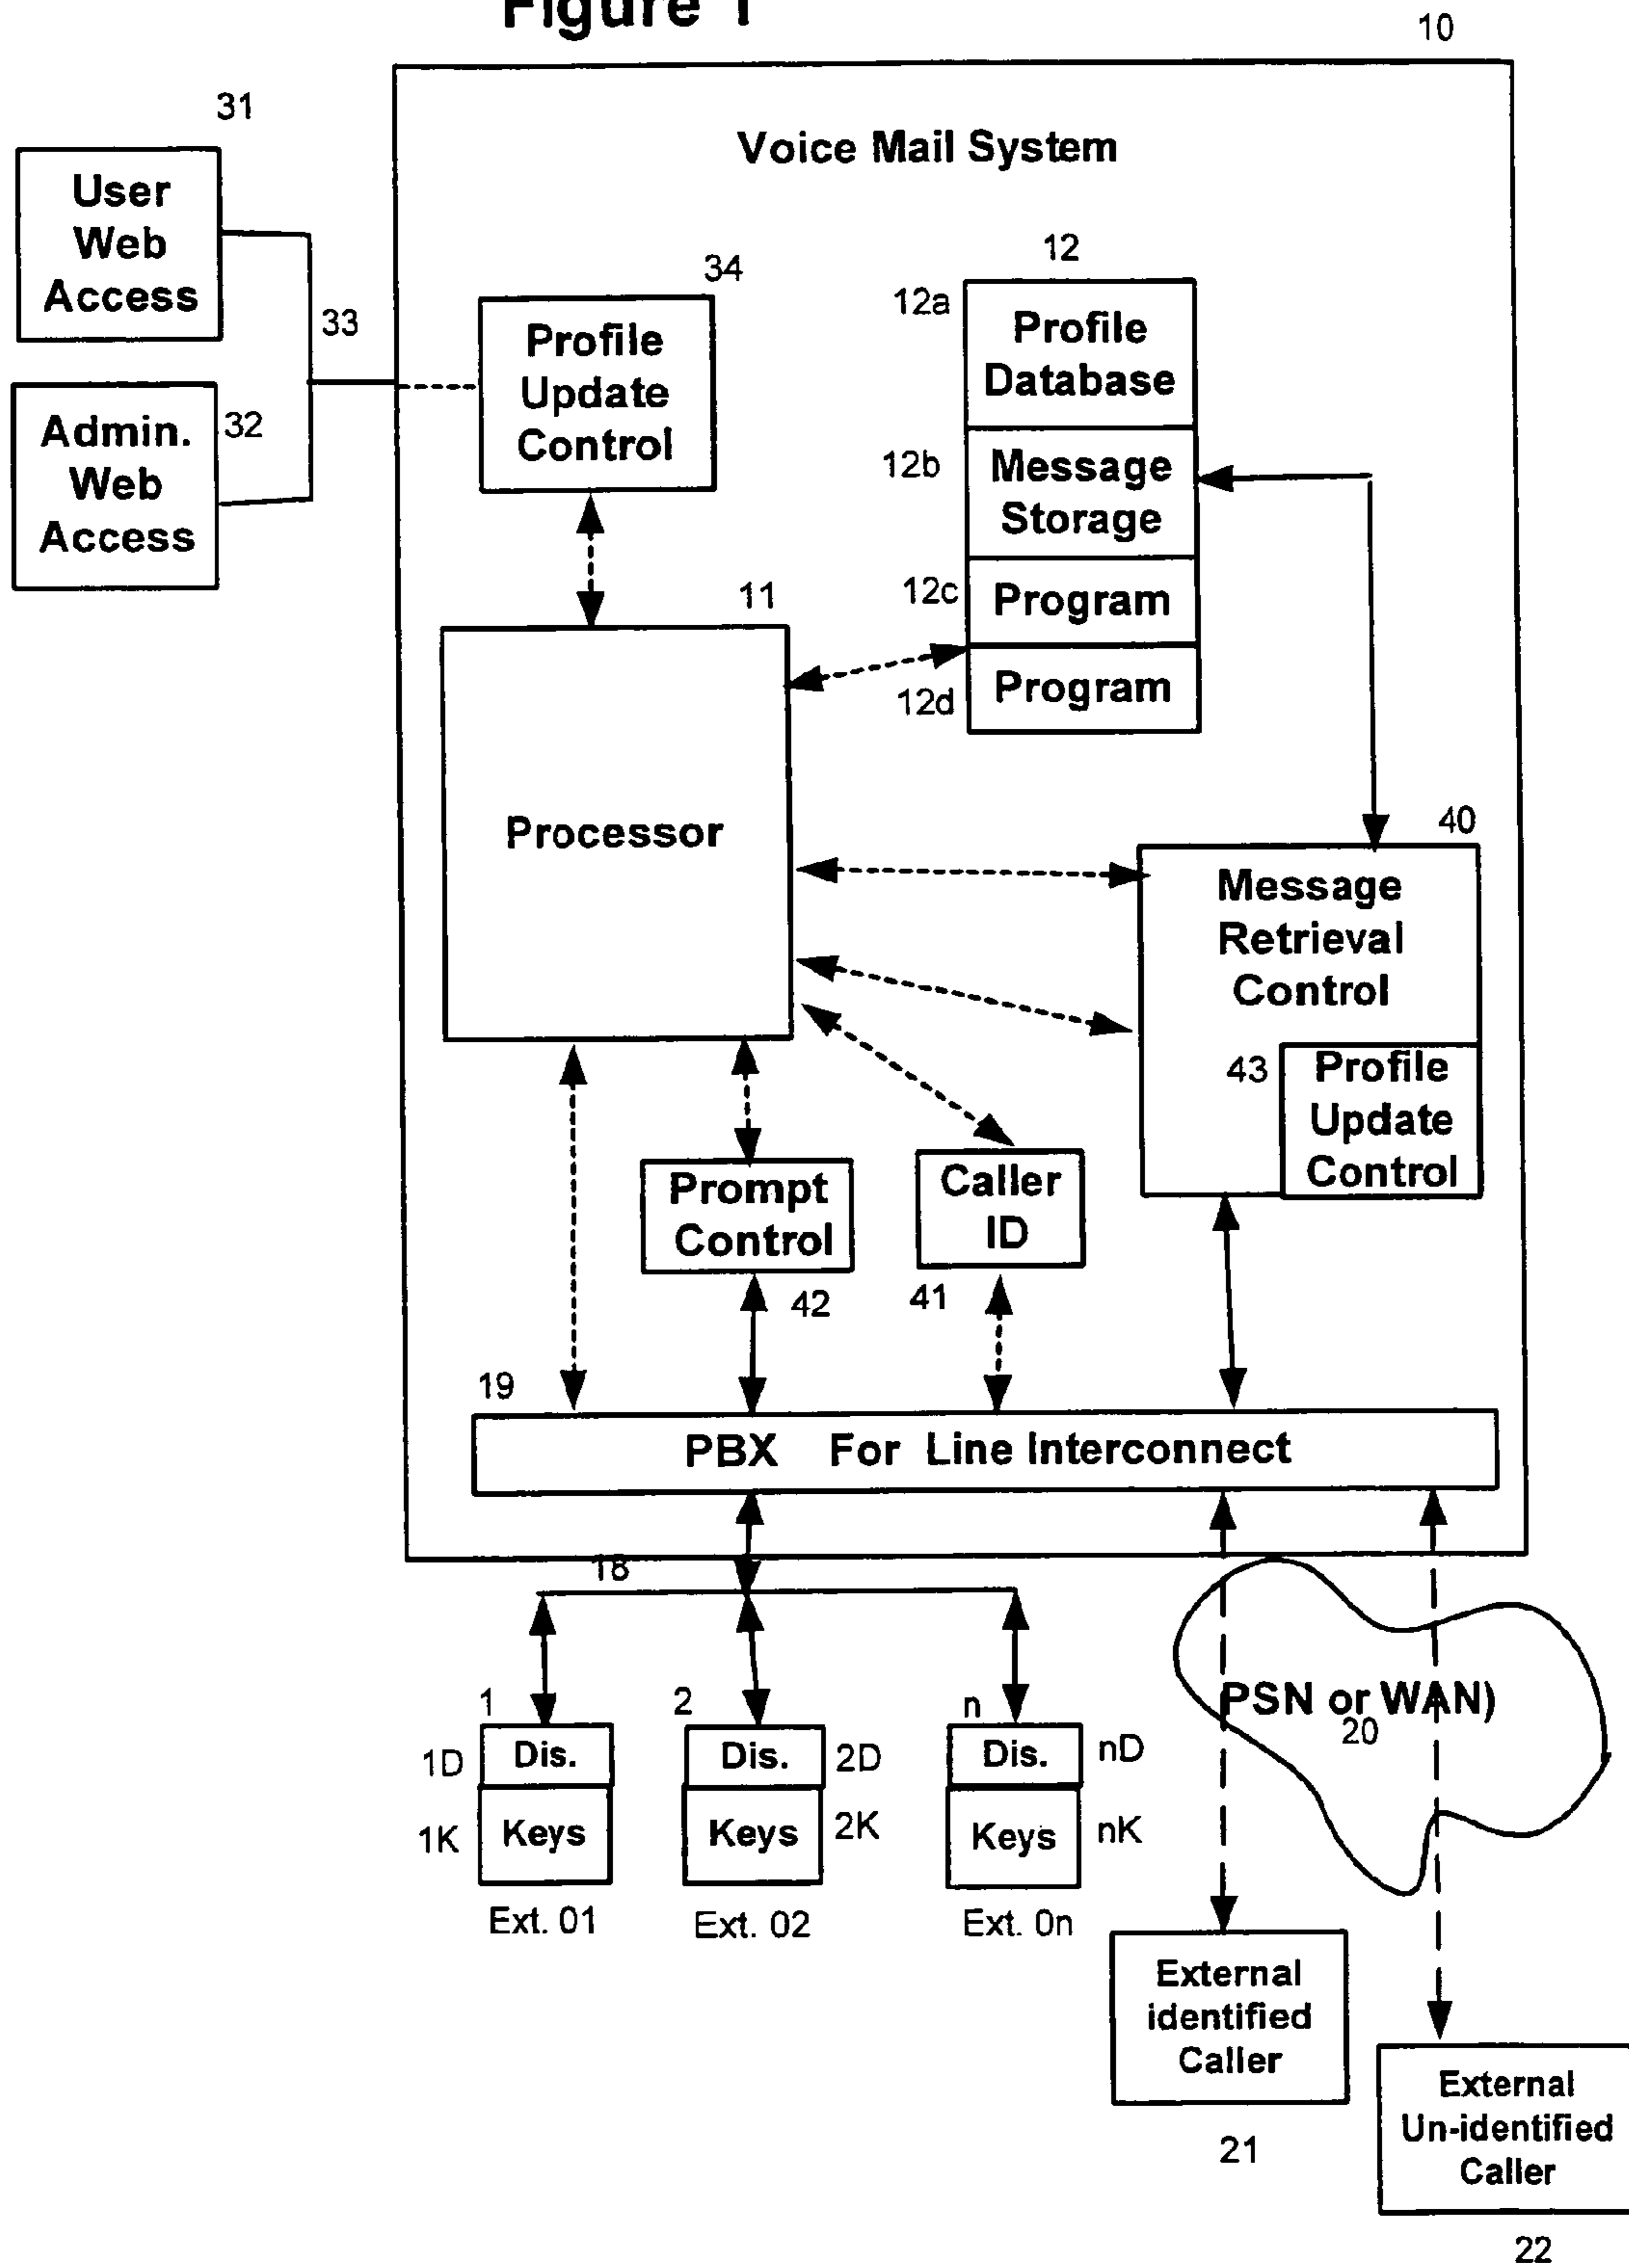 Figure 1
10
31
Voice Mail System
User
Web
Access
33
Admin.
Web
Access
32
34
Profile
Update
Control
12
12a
Profile
Database
12b
Message
Storage
12c
Program
12d
Program
11
Processor
40
Message
Retrieval
Control
43
Profile
Update
Control
Prompt
Control
42
Caller
ID
41
19
PBX For Line Interconnect
18
1
2
n
1D
Dis.
Dis.
2D
Dis.
nD
1K
Keys
Keys
2K
Keys
nK
Ext. 01
Ext. 02
Ext. 0n
PSN or WAN)
20
External
identified
Caller
21
External
Un-identified
Caller
22